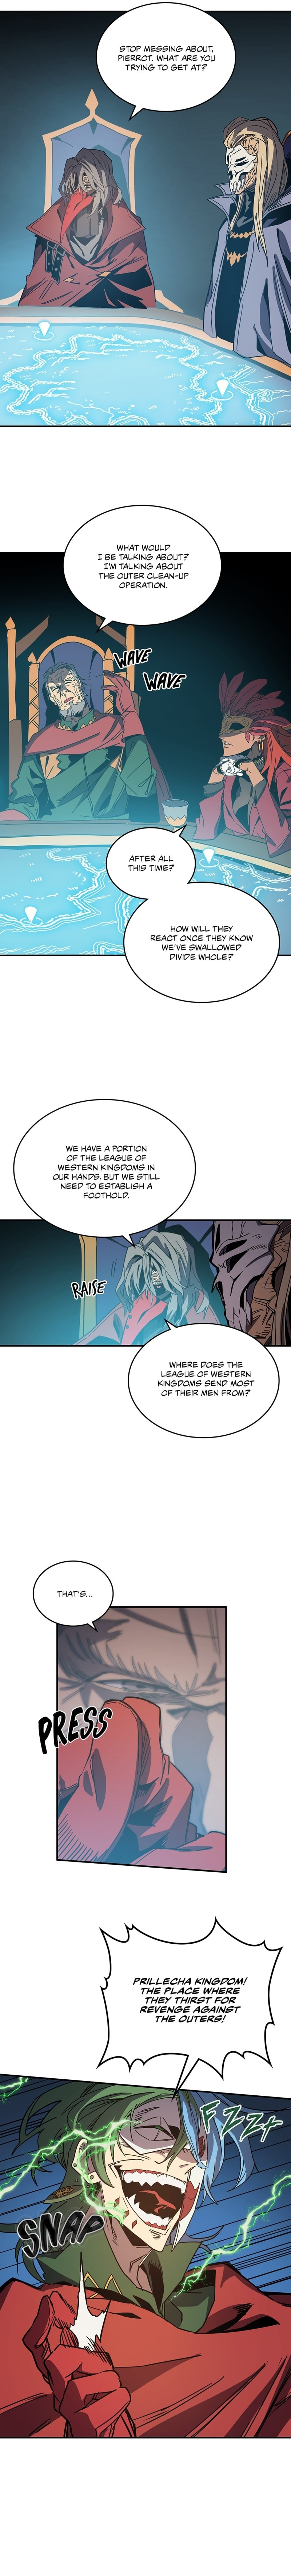 STOP MESSING ABOUT,
PIERROT. WHAT ARE YOU
TRYING TO GET AT?
WHAT WOULD
I BE TALKING ABOUT?
I'M TALKING ABOUT
THE OUTER CLEAN-UP
OPERATION.
WAVE
WAVE
AFTER ALL
THIS TIME?
HOW WILL THEY
REACT ONCE THEY KNOW
WE'VE SWALLOWED
DIVIDE WHOLE?
WE HAVE A PORTION
OF THE LEAGUE OF
WESTERN KINGDOMS IN
OUR HANDS, BUT WE STILL
NEED TO ESTABLISH A
FOOTHOLD.
RAISE
WHERE DOES THE
LEAGUE OF WESTERN
KINGDOMS SEND MOST
OF THEIR MEN FROM?
THAT'S...
PRESS
PRILLECHA KINGDOM!
THE PLACE WHERE
THEY THIRST FOR
REVENGE AGAINST
THE OUTERS!
FZZT
SNAP